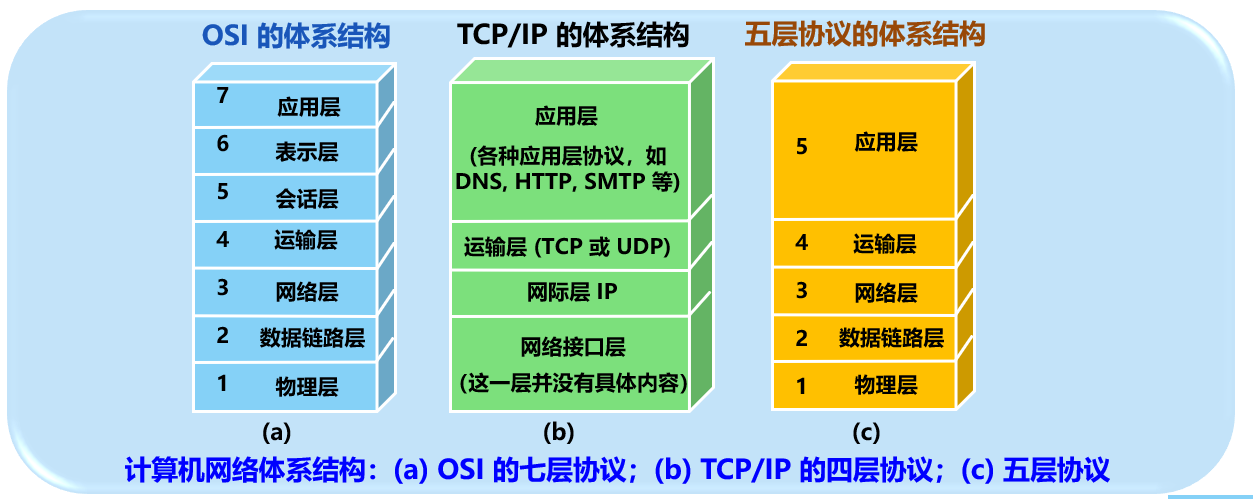 OSI 的体系结构
7 应用层
6 表示层
5 会话层
4 运输层
3 网络层
2 数据链路层
1 物理层
(a)
TCP/IP 的体系结构
应用层
(各种应用层协议，如
DNS, HTTP, SMTP 等)
运输层 (TCP 或 UDP)
网际层 IP
网络接口层
(这一层并没有具体内容)
(b)
五层协议的体系结构
5 应用层
4 运输层
3 网络层
2 数据链路层
1 物理层
(c)
计算机网络体系结构：(a) OSI 的七层协议；(b) TCP/IP 的四层协议；(c) 五层协议